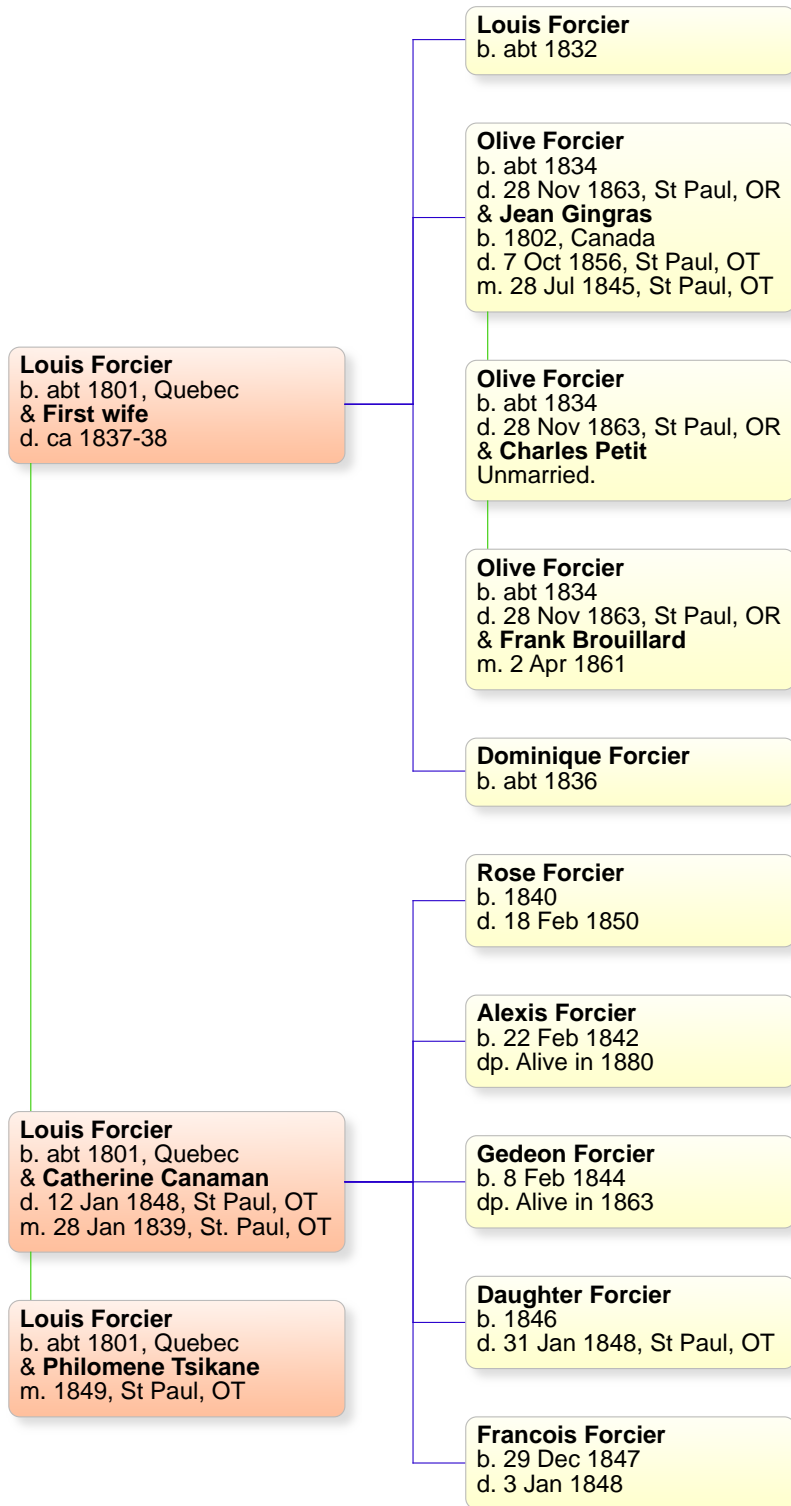 Louis Forcier
b. abt 1832
Olive Forcier
b. abt 1834
d. 28 Nov 1863, St Paul, OR
& Jean Gingras
b. 1802, Canada
d. 7 Oct 1856, St Paul, OT
m. 28 Jul 1845, St Paul, OT
Louis Forcier
b. abt 1801, Quebec
& First wife
d. ca 1837-38
Olive Forcier
b. abt 1834
d. 28 Nov 1863, St Paul, OR
& Charles Petit
Unmarried.
Olive Forcier
b. abt 1834
d. 28 Nov 1863, St Paul, OR
& Frank Brouillard
m. 2 Apr 1861
Dominique Forcier
b. abt 1836
Rose Forcier
b. 1840
d. 18 Feb 1850
Alexis Forcier
b. 22 Feb 1842
dp. Alive in 1880
Louis Forcier
b. abt 1801, Quebec
& Catherine Canaman
d. 12 Jan 1848, St Paul, OT
m. 28 Jan 1839, St. Paul, OT
Gedeon Forcier
b. 8 Feb 1844
dp. Alive in 1863
Daughter Forcier
b. 1846
d. 31 Jan 1848, St Paul, OT
Louis Forcier
b. abt 1801, Quebec
& Philomene Tsikane
m. 1849, St Paul, OT
Francois Forcier
b. 29 Dec 1847
d. 3 Jan 1848